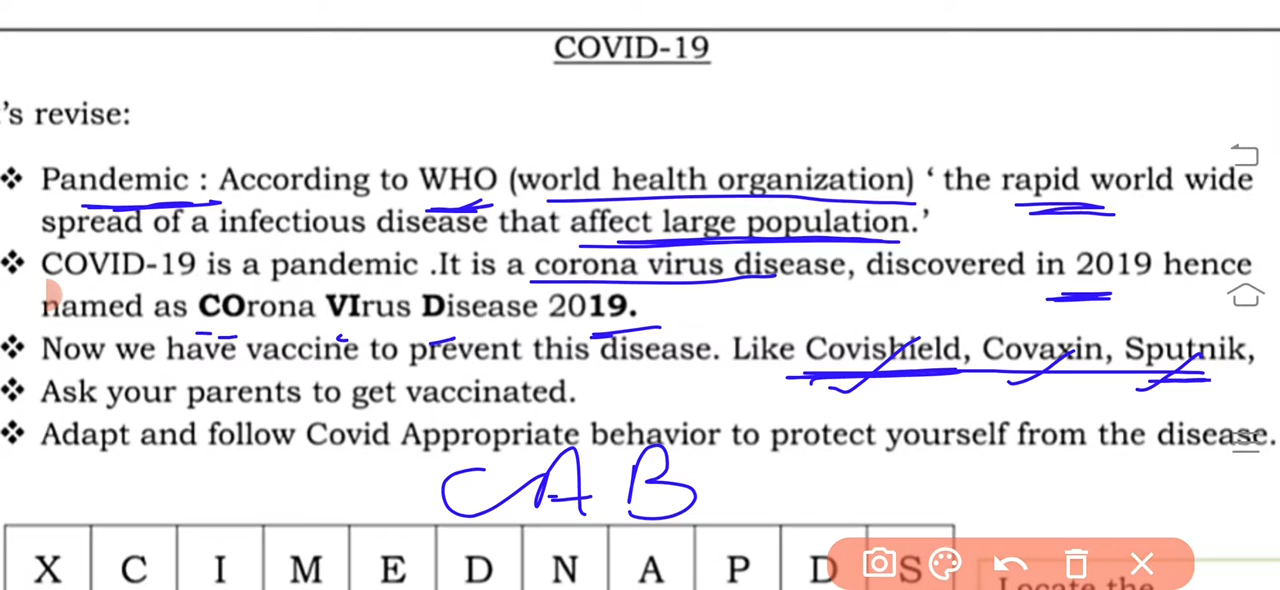 COVID-19
’s revise:
❖ Pandemic : According to WHO (world health organization) ‘ the rapid world wide
spread of a infectious disease that affect large population.’
❖ COVID-19 is a pandemic .It is a corona virus disease, discovered in 2019 hence
named as COrona VIrus Disease 2019.
❖ Now we have vaccine to prevent this disease. Like Covishield, Covaxin, Sputnik,
❖ Ask your parents to get vaccinated.
❖ Adapt and follow Covid Appropriate behavior to protect yourself from the disease.
CAB
X C I M E D N A P D S
Locate the